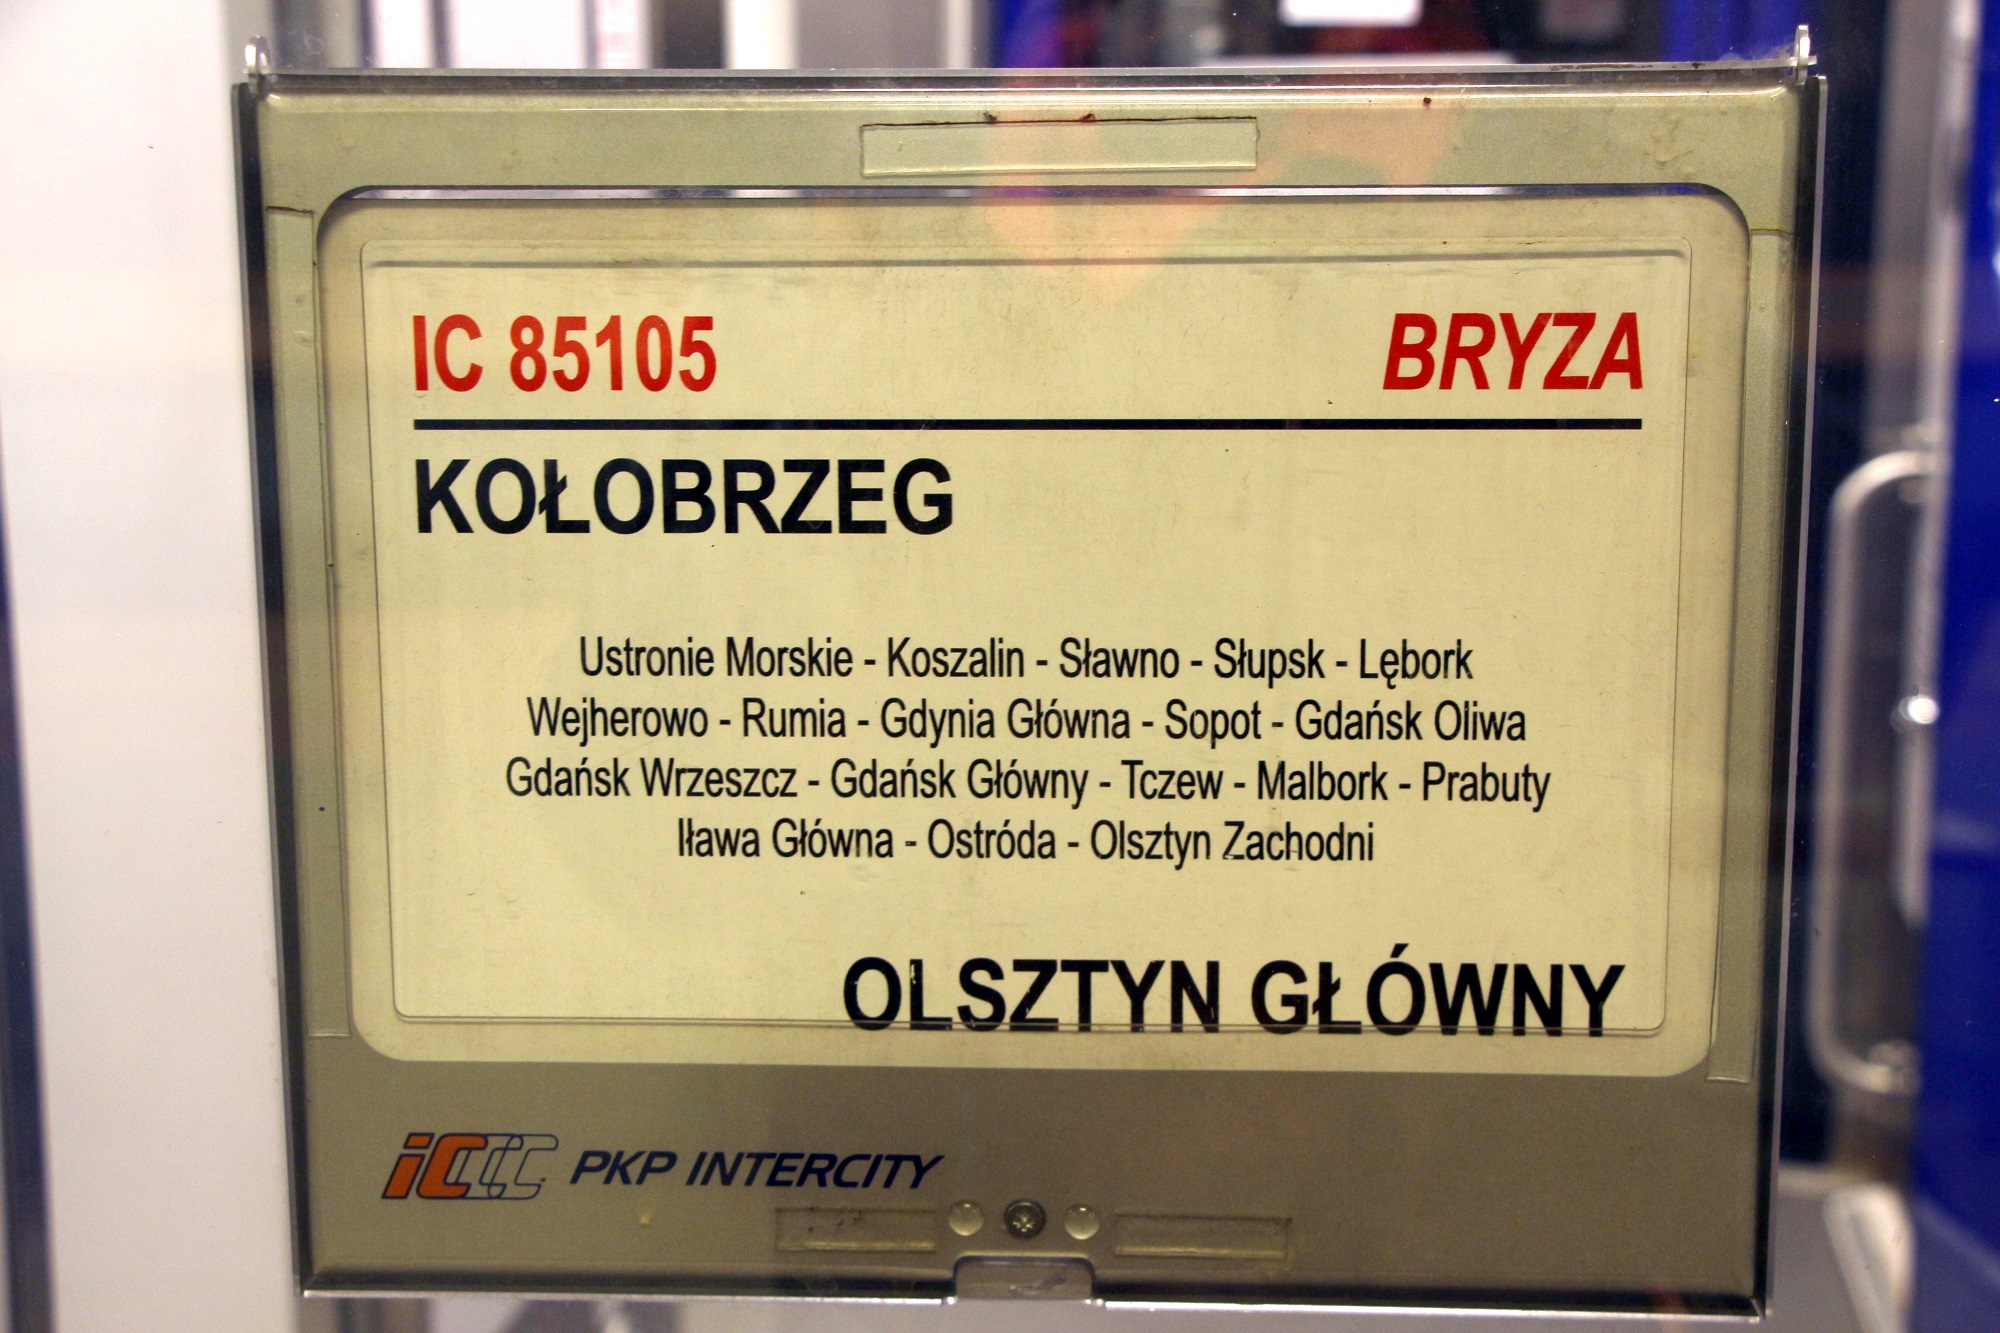 IC 85105 BRYZA
KOŁOBRZEG
Ustronie Morskie - Koszalin - Sławno - Słupsk - Lębork
Wejherowo - Rumia - Gdynia Główna - Sopot - Gdańsk Oliwa
Gdańsk Wrzeszcz - Gdańsk Główny - Tczew - Malbork - Prabuty
Iława Główna - Ostróda - Olsztyn Zachodni
OLSZTYN GŁÓWNY
iC PKP INTERCITY